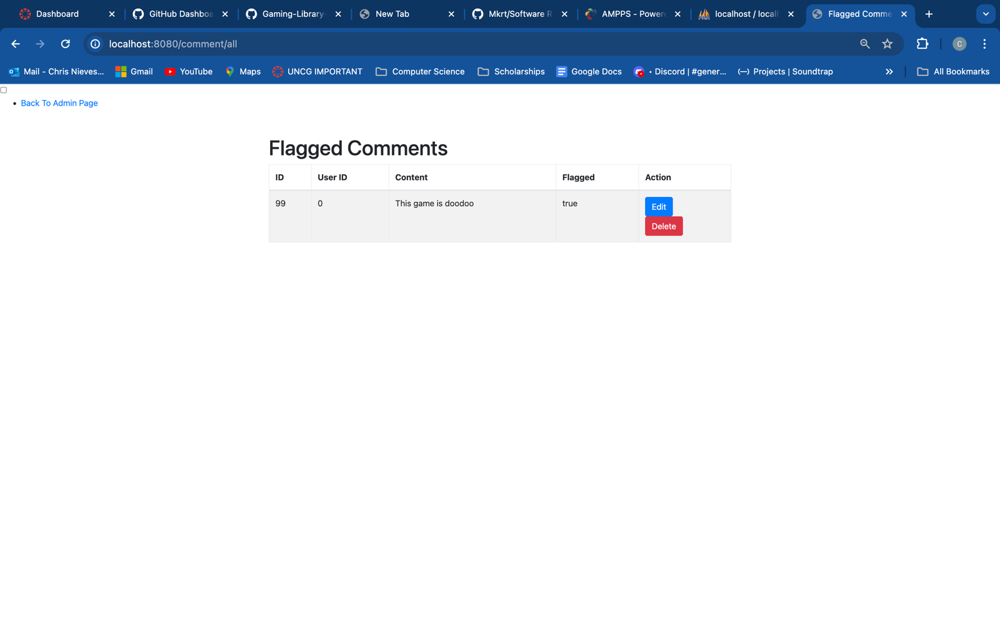 Dashboard
GitHub Dashboa
Gaming-Library-
New Tab
Mkrt/Software R
AMPPS - Powere
localhost / localh
Flagged Comme
localhost:8080/comment/all
C
Mail - Chris Nieves...
Gmail
YouTube
Maps
UNCG IMPORTANT
Computer Science
Scholarships
Google Docs
• Discord | #gener...
Projects | Soundtrap
All Bookmarks
• Back To Admin Page
Flagged Comments
ID User ID Content Flagged Action
99 0 This game is doodoo true Edit
Delete